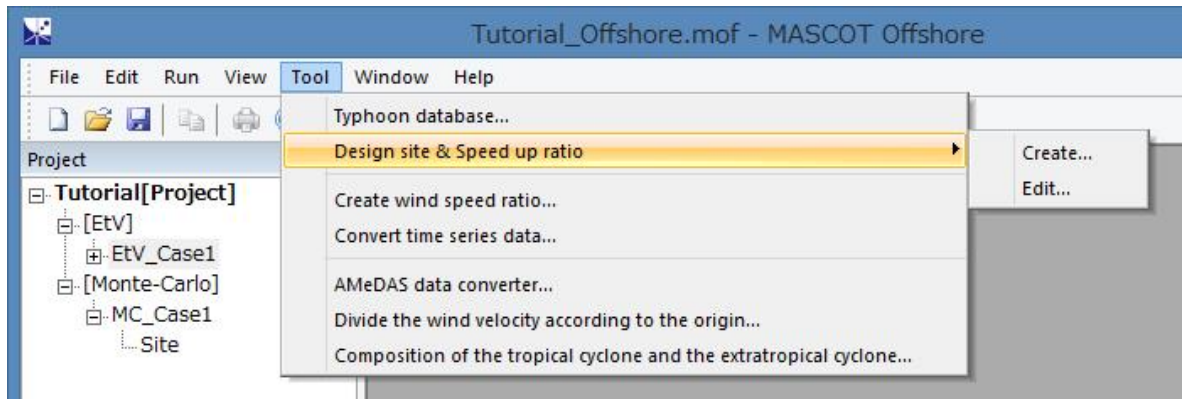 Tutorial_Offshore.mof - MASCOT Offshore
File Edit Run View Tool Window Help
Typhoon database...
Project
Design site & Speed up ratio
Create...
Edit...
Tutorial[Project]
[EtV]
EtV_Case1
[Monte-Carlo]
MC_Case1
Site
Create wind speed ratio...
Convert time series data...
AMeDAS data converter...
Divide the wind velocity according to the origin...
Composition of the tropical cyclone and the extratropical cyclone...